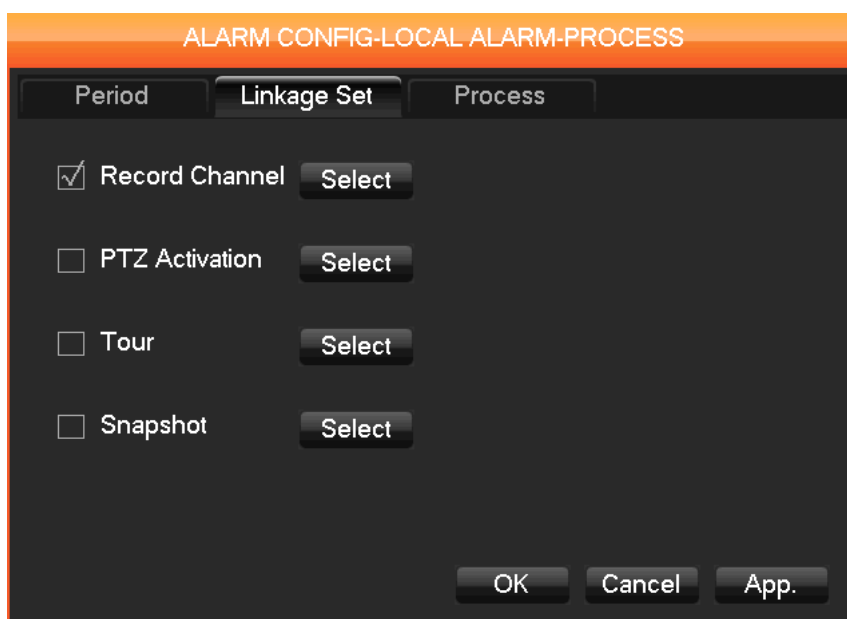 ALARM CONFIG-LOCAL ALARM-PROCESS
Period Linkage Set Process
Record Channel Select
PTZ Activation Select
Tour Select
Snapshot Select
OK Cancel App.